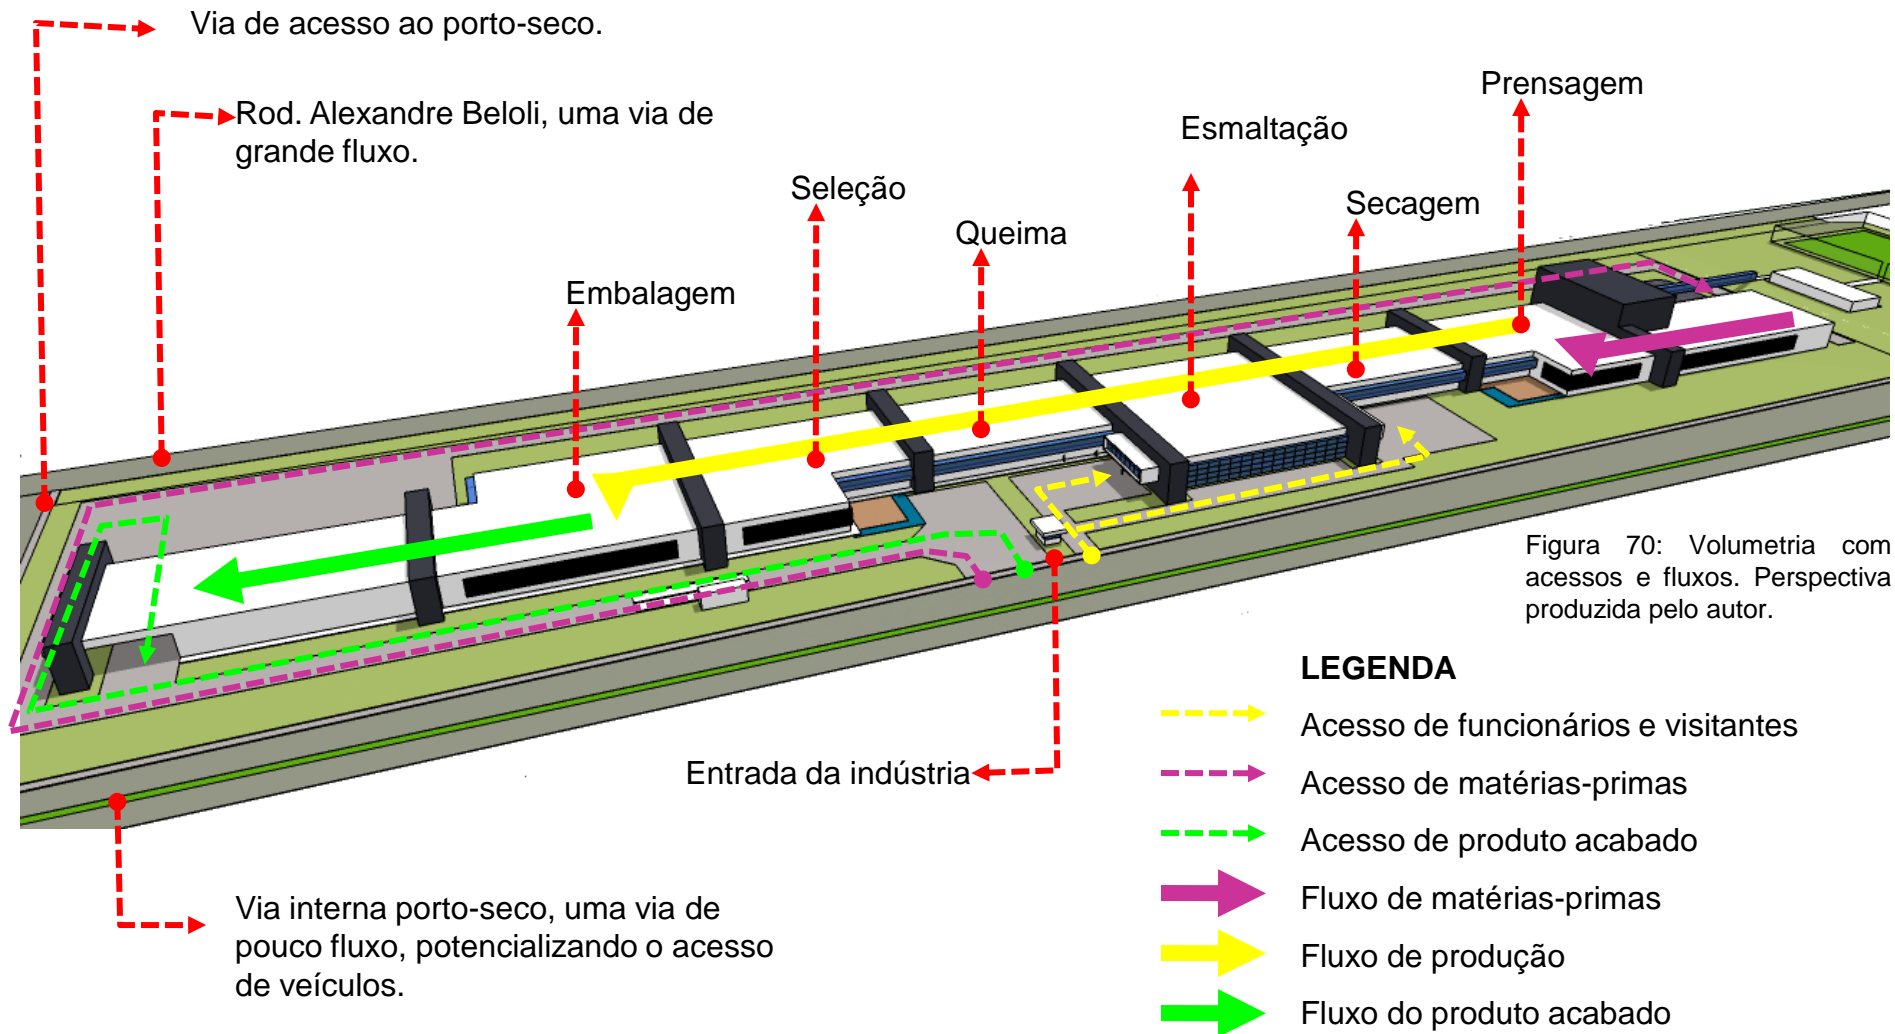 Via de acesso ao porto-seco.
Rod. Alexandre Beloli, uma via de
grande fluxo.
Prensagem
Esmaltação
Seleção
Secagem
Queima
Embalagem
Figura 70: Volumetria com
acessos e fluxos. Perspectiva
produzida pelo autor.
LEGENDA
Acesso de funcionários e visitantes
Entrada da indústria
Acesso de matérias-primas
Acesso de produto acabado
Fluxo de matérias-primas
Fluxo de produção
Fluxo do produto acabado
Via interna porto-seco, uma via de
pouco fluxo, potencializando o acesso
de veículos.